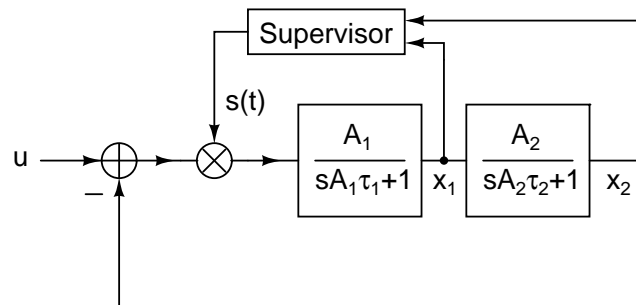 Supervisor
s(t)
u
−
A₁
sA₁τ₁+1
x₁
A₂
sA₂τ₂+1
x₂